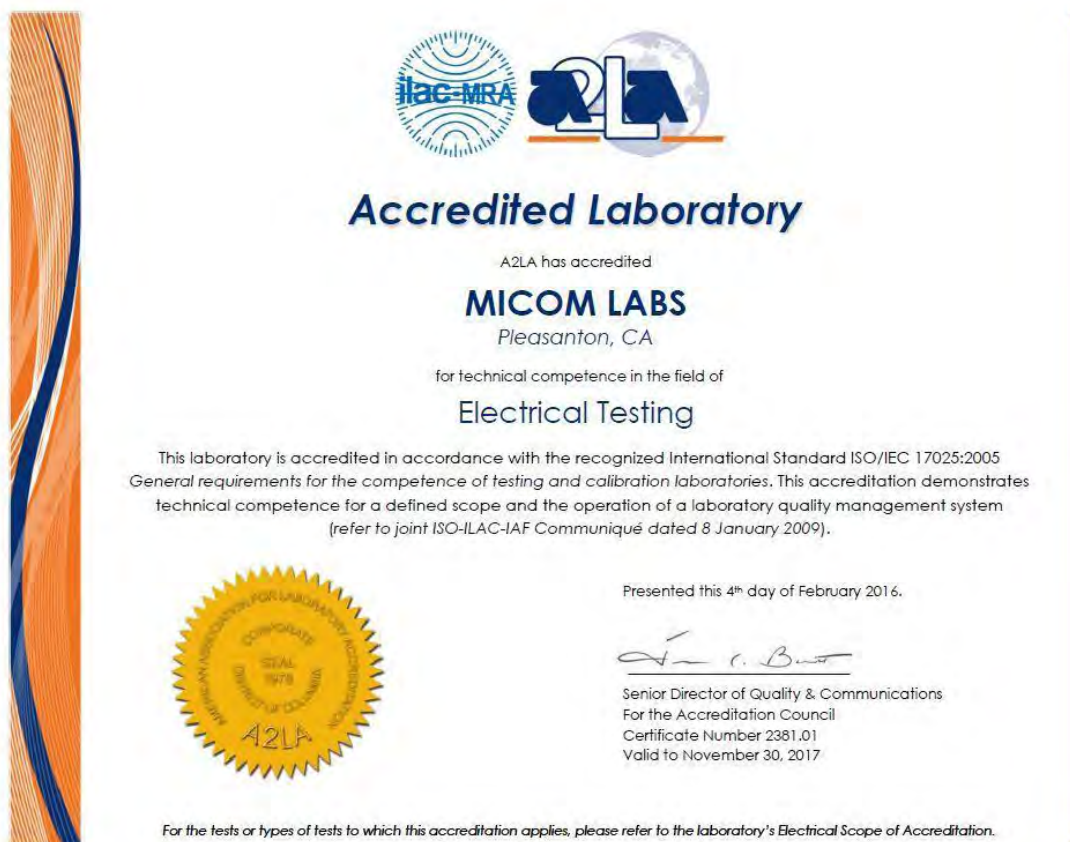 ilac-MRA
A2LA
Accredited Laboratory
A2LA has accredited
MICOM LABS
Pleasanton, CA
for technical competence in the field of
Electrical Testing
This laboratory is accredited in accordance with the recognized International Standard ISO/IEC 17025:2005
General requirements for the competence of testing and calibration laboratories. This accreditation demonstrates
technical competence for a defined scope and the operation of a laboratory quality management system
(refer to joint ISO-ILAC-IAF Communiqué dated 8 January 2009).
AMERICAN ASSOCIATION FOR LABORATORY ACCREDITATION
CORPORATE
SEAL
1978
DISTRICT OF COLUMBIA
A2LA
Presented this 4th day of February 2016.
Senior Director of Quality & Communications
For the Accreditation Council
Certificate Number 2381.01
Valid to November 30, 2017
For the tests or types of tests to which this accreditation applies, please refer to the laboratory's Electrical Scope of Accreditation.